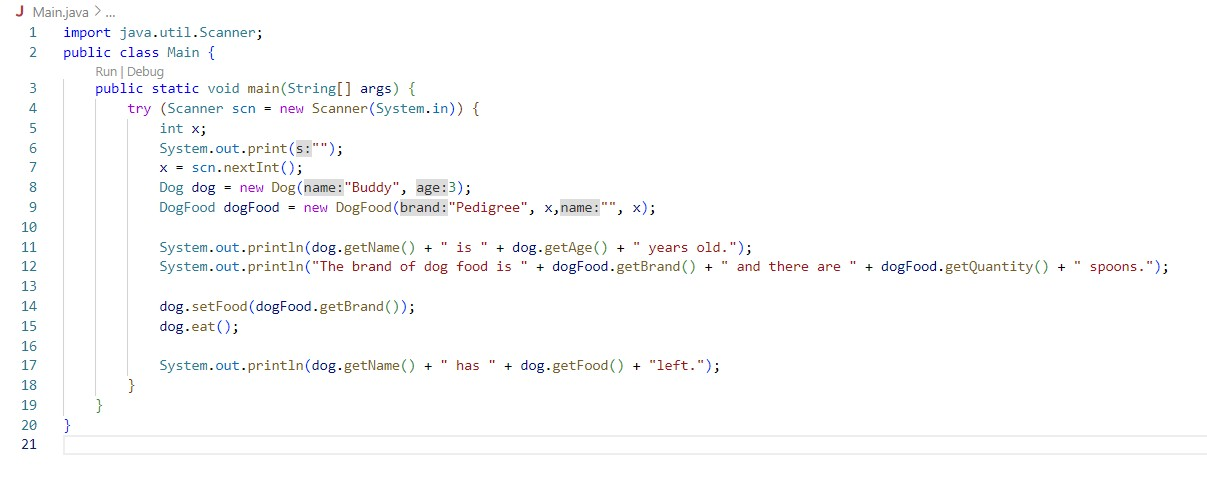 J Main.java > ...
1 import java.util.Scanner;
2 public class Main {
Run | Debug
3 public static void main(String[] args) {
4 try (Scanner scn = new Scanner(System.in)) {
5 int x;
6 System.out.print(s:"");
7 x = scn.nextInt();
8 Dog dog = new Dog(name:"Buddy", age:3);
9 DogFood dogFood = new DogFood(brand:"Pedigree", x,name:"", x);
10
11 System.out.println(dog.getName() + " is " + dog.getAge() + " years old.");
12 System.out.println("The brand of dog food is " + dogFood.getBrand() + " and there are " + dogFood.getQuantity() + " spoons.");
13
14 dog.setFood(dogFood.getBrand());
15 dog.eat();
16
17 System.out.println(dog.getName() + " has " + dog.getFood() + "left.");
18 }
19 }
20 }
21